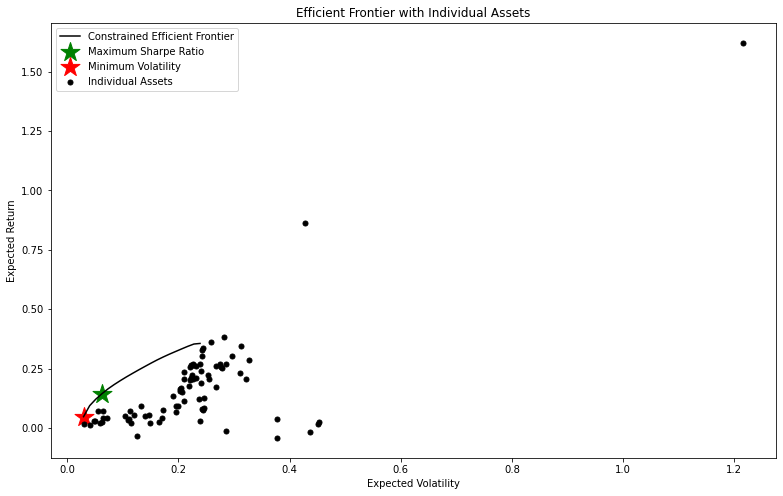 Efficient Frontier with Individual Assets
Constrained Efficient Frontier
Maximum Sharpe Ratio
Minimum Volatility
Individual Assets
1.50
1.25
1.00
0.75
0.50
0.25
0.00
Expected Return
0.0 0.2 0.4 0.6 0.8 1.0 1.2
Expected Volatility